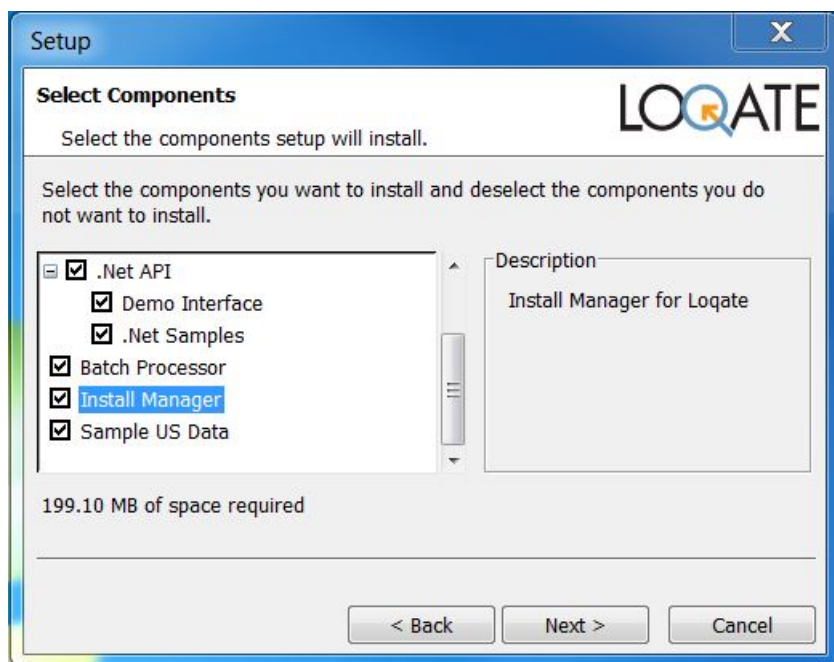 Setup
X
Select Components
Select the components setup will install.
LOQATE
Select the components you want to install and deselect the components you do
not want to install.
.Net API
Demo Interface
.Net Samples
Batch Processor
Install Manager
Sample US Data
Description
Install Manager for Loqate
199.10 MB of space required
< Back
Next >
Cancel